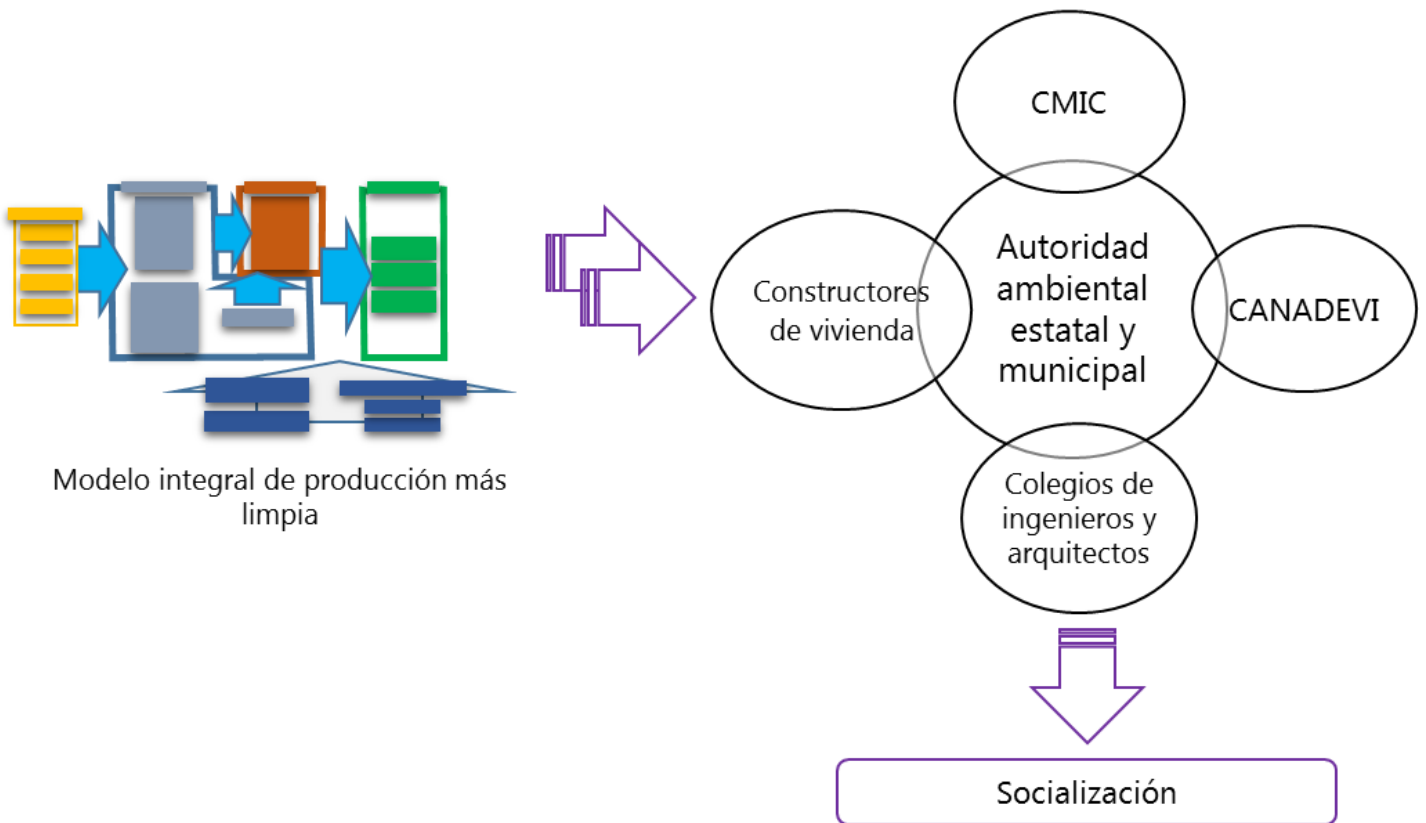 Modelo integral de producción más
limpia
CMIC
Constructores
de vivienda
Autoridad
ambiental
estatal y
municipal
CANADEVI
Colegios de
ingenieros y
arquitectos
Socialización